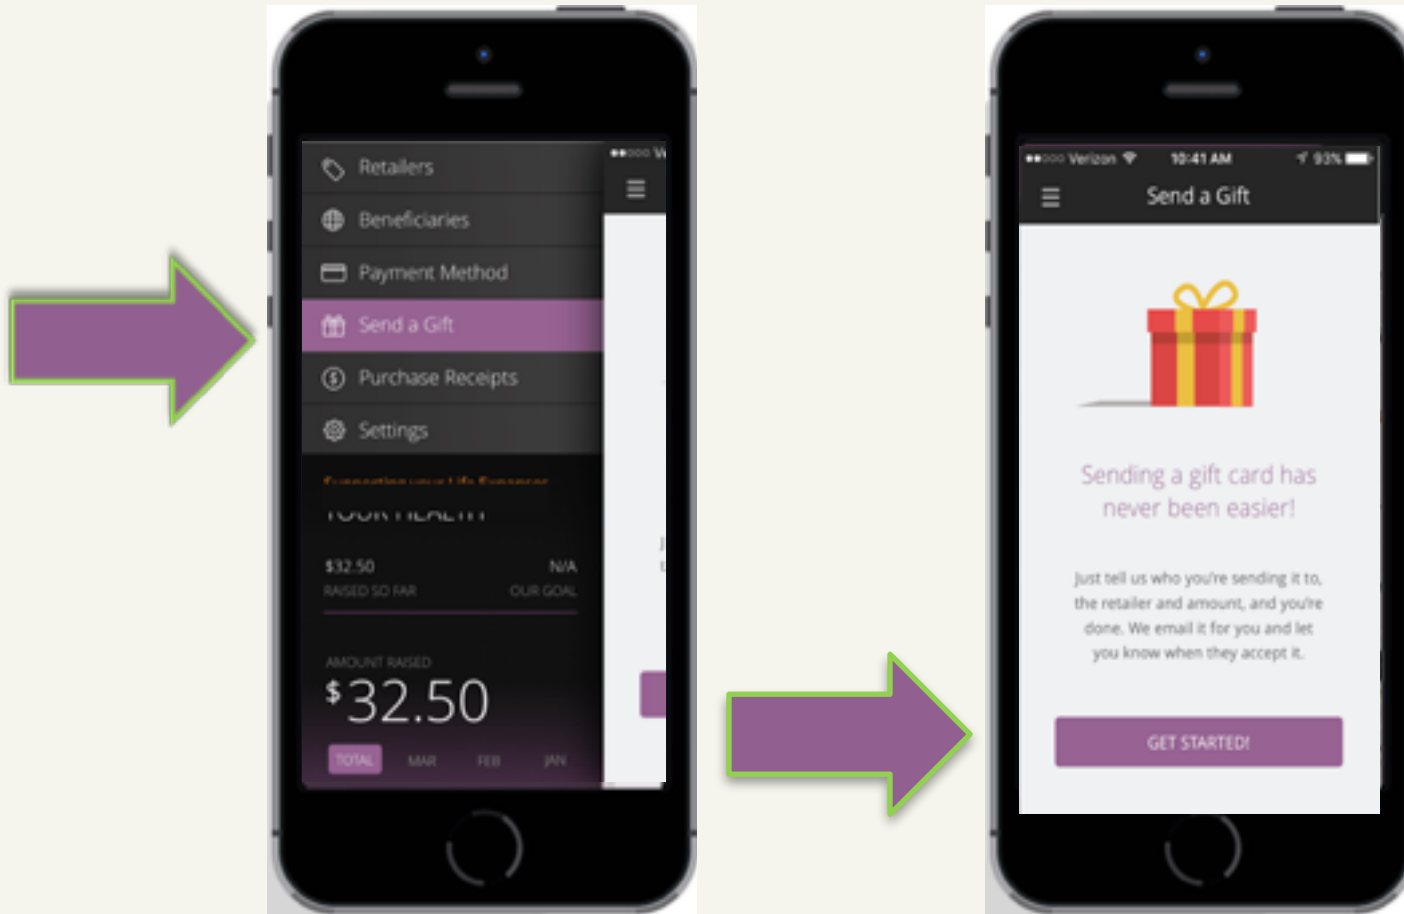 Retailers
Beneficiaries
Payment Method
Send a Gift
Purchase Receipts
Settings
YOUR HEALTH
$32.50 N/A
RAISED SO FAR OUR GOAL
AMOUNT RAISED
$32.50
TOTAL MAR FEB JAN
Verizon 10:41 AM 93%
Send a Gift
Sending a gift card has
never been easier!
Just tell us who you're sending it to,
the retailer and amount, and you're
done. We email it for you and let
you know when they accept it.
GET STARTED!